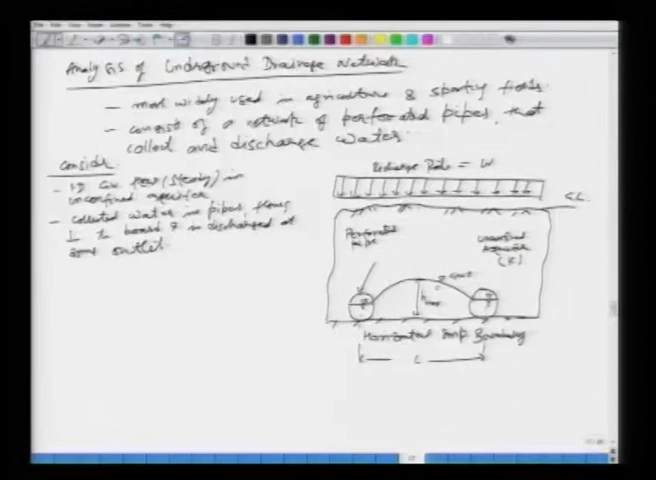 Analysis of Underground Drainage Network
- most widely used in agriculture & sporting fields.
- consist of a network of perforated pipes, that
collect and discharge water.
Consider
- 1D GW flow (steady) in
unconfined aquifer
- collected water in pipes flows
⊥ to board & is discharged at
some outlet.
Recharge Rate = W
G.L.
Perforated
pipe
Unconfined
Aquifer
(K)
h max
Horizontal Imp. Boundary
L